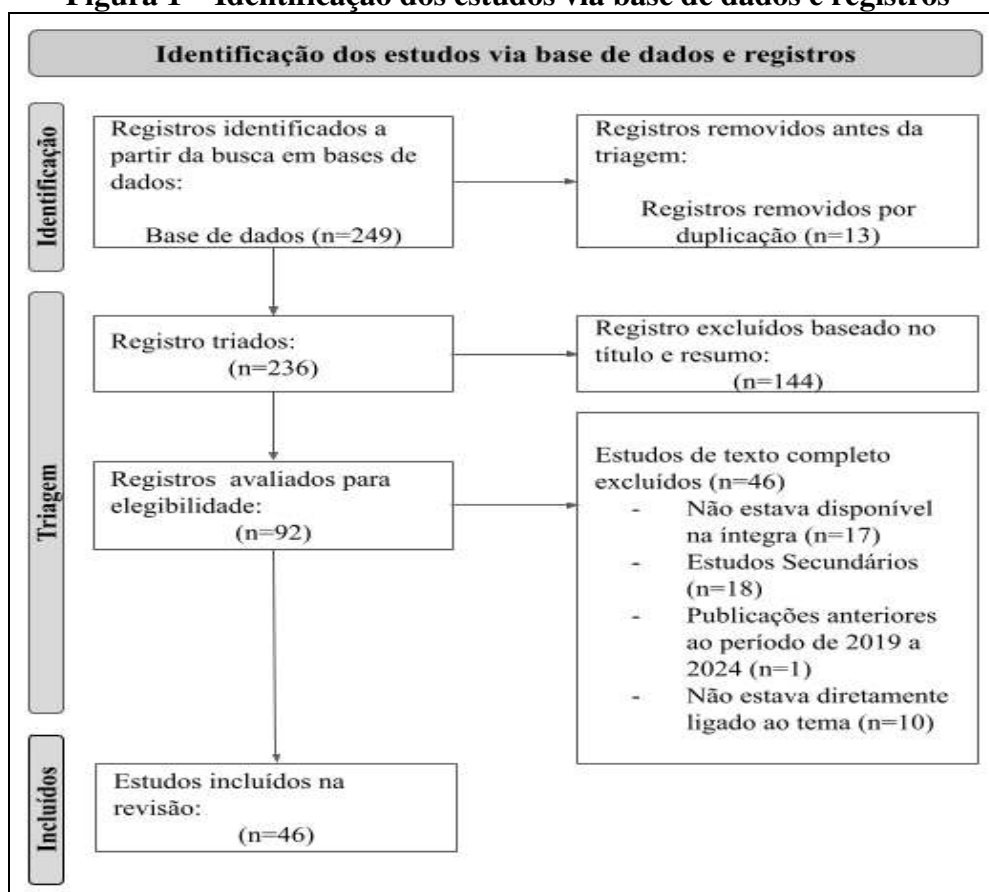 Figura 1 – Identificação dos estudos via base de dados e registros
Identificação dos estudos via base de dados e registros
Identificação
Registros identificados a
partir da busca em bases de
dados:
Base de dados (n=249)
Registros removidos antes da
triagem:
Registros removidos por
duplicação (n=13)
Triagem
Registro triados:
(n=236)
Registro excluídos baseado no
título e resumo:
(n=144)
Registros avaliados para
elegibilidade:
(n=92)
Estudos de texto completo
excluídos (n=46)
- Não estava disponível
na íntegra (n=17)
- Estudos Secundários
(n=18)
- Publicações anteriores
ao período de 2019 a
2024 (n=1)
- Não estava diretamente
ligado ao tema (n=10)
Incluídos
Estudos incluídos na
revisão:
(n=46)